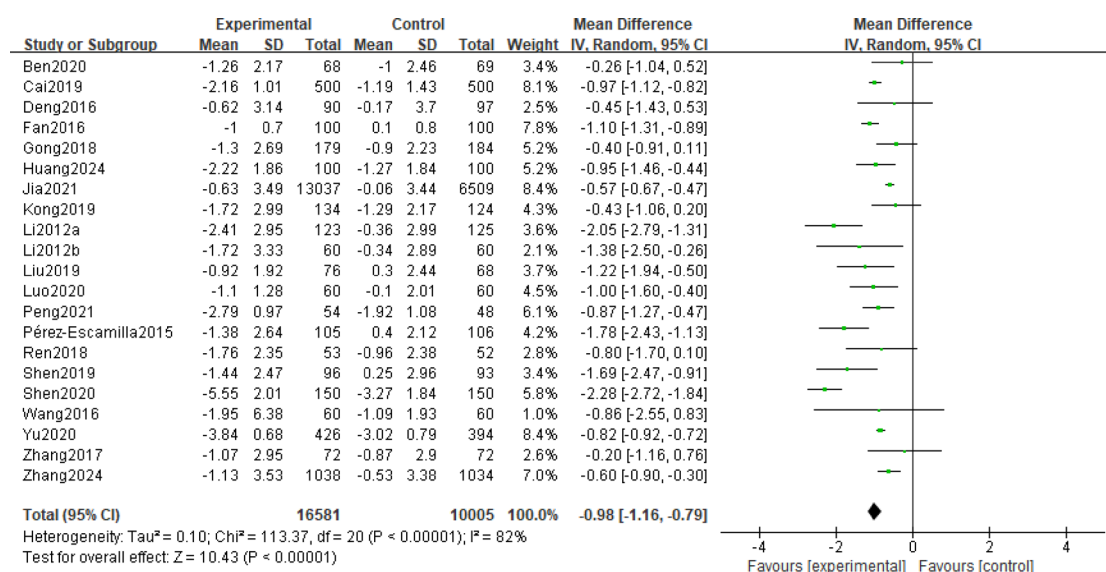 Experimental Control Mean Difference Mean Difference
Study or Subgroup Mean SD Total Mean SD Total Weight IV, Random, 95% CI IV, Random, 95% CI
Ben2020 -1.26 2.17 68 -1 2.46 69 3.4% -0.26 [-1.04, 0.52]
Cai2019 -2.16 1.01 500 -1.19 1.43 500 8.1% -0.97 [-1.12, -0.82]
Deng2016 -0.62 3.14 90 -0.17 3.7 97 2.5% -0.45 [-1.43, 0.53]
Fan2016 -1 0.7 100 0.1 0.8 100 7.8% -1.10 [-1.31, -0.89]
Gong2018 -1.3 2.69 179 -0.9 2.23 184 5.2% -0.40 [-0.91, 0.11]
Huang2024 -2.22 1.86 100 -1.27 1.84 100 5.2% -0.95 [-1.46, -0.44]
Jia2021 -0.63 3.49 13037 -0.06 3.44 6509 8.4% -0.57 [-0.67, -0.47]
Kong2019 -1.72 2.99 134 -1.29 2.17 124 4.3% -0.43 [-1.06, 0.20]
Li2012a -2.41 2.95 123 -0.36 2.99 125 3.6% -2.05 [-2.79, -1.31]
Li2012b -1.72 3.33 60 -0.34 2.89 60 2.1% -1.38 [-2.50, -0.26]
Liu2019 -0.92 1.92 76 0.3 2.44 68 3.7% -1.22 [-1.94, -0.50]
Luo2020 -1.1 1.28 60 -0.1 2.01 60 4.5% -1.00 [-1.60, -0.40]
Peng2021 -2.79 0.97 54 -1.92 1.08 48 6.1% -0.87 [-1.27, -0.47]
Pérez-Escamilla2015 -1.38 2.64 105 0.4 2.12 106 4.2% -1.78 [-2.43, -1.13]
Ren2018 -1.76 2.35 53 -0.96 2.38 52 2.8% -0.80 [-1.70, 0.10]
Shen2019 -1.44 2.47 96 0.25 2.96 93 3.3% -1.69 [-2.47, -0.91]
Shen2020 -5.55 2.01 150 -3.27 1.84 150 5.8% -2.28 [-2.72, -1.84]
Wang2016 -1.95 6.38 60 -1.09 1.93 60 1.0% -0.86 [-2.55, 0.83]
Yu2020 -3.84 0.68 426 -3.02 0.79 394 8.4% -0.82 [-0.92, -0.72]
Zhang2017 -1.07 2.95 72 -0.87 2.9 72 2.6% -0.20 [-1.16, 0.76]
Zhang2024 -1.13 3.53 1038 -0.53 3.38 1034 7.0% -0.60 [-0.90, -0.30]
Total (95% CI) 16581 10005 100.0% -0.98 [-1.16, -0.79]
Heterogeneity: Tau² = 0.10; Chi² = 113.37, df = 20 (P < 0.00001); I² = 82%
Test for overall effect: Z = 10.43 (P < 0.00001)
-4 -2 0 2 4
Favours [experimental] Favours [control]